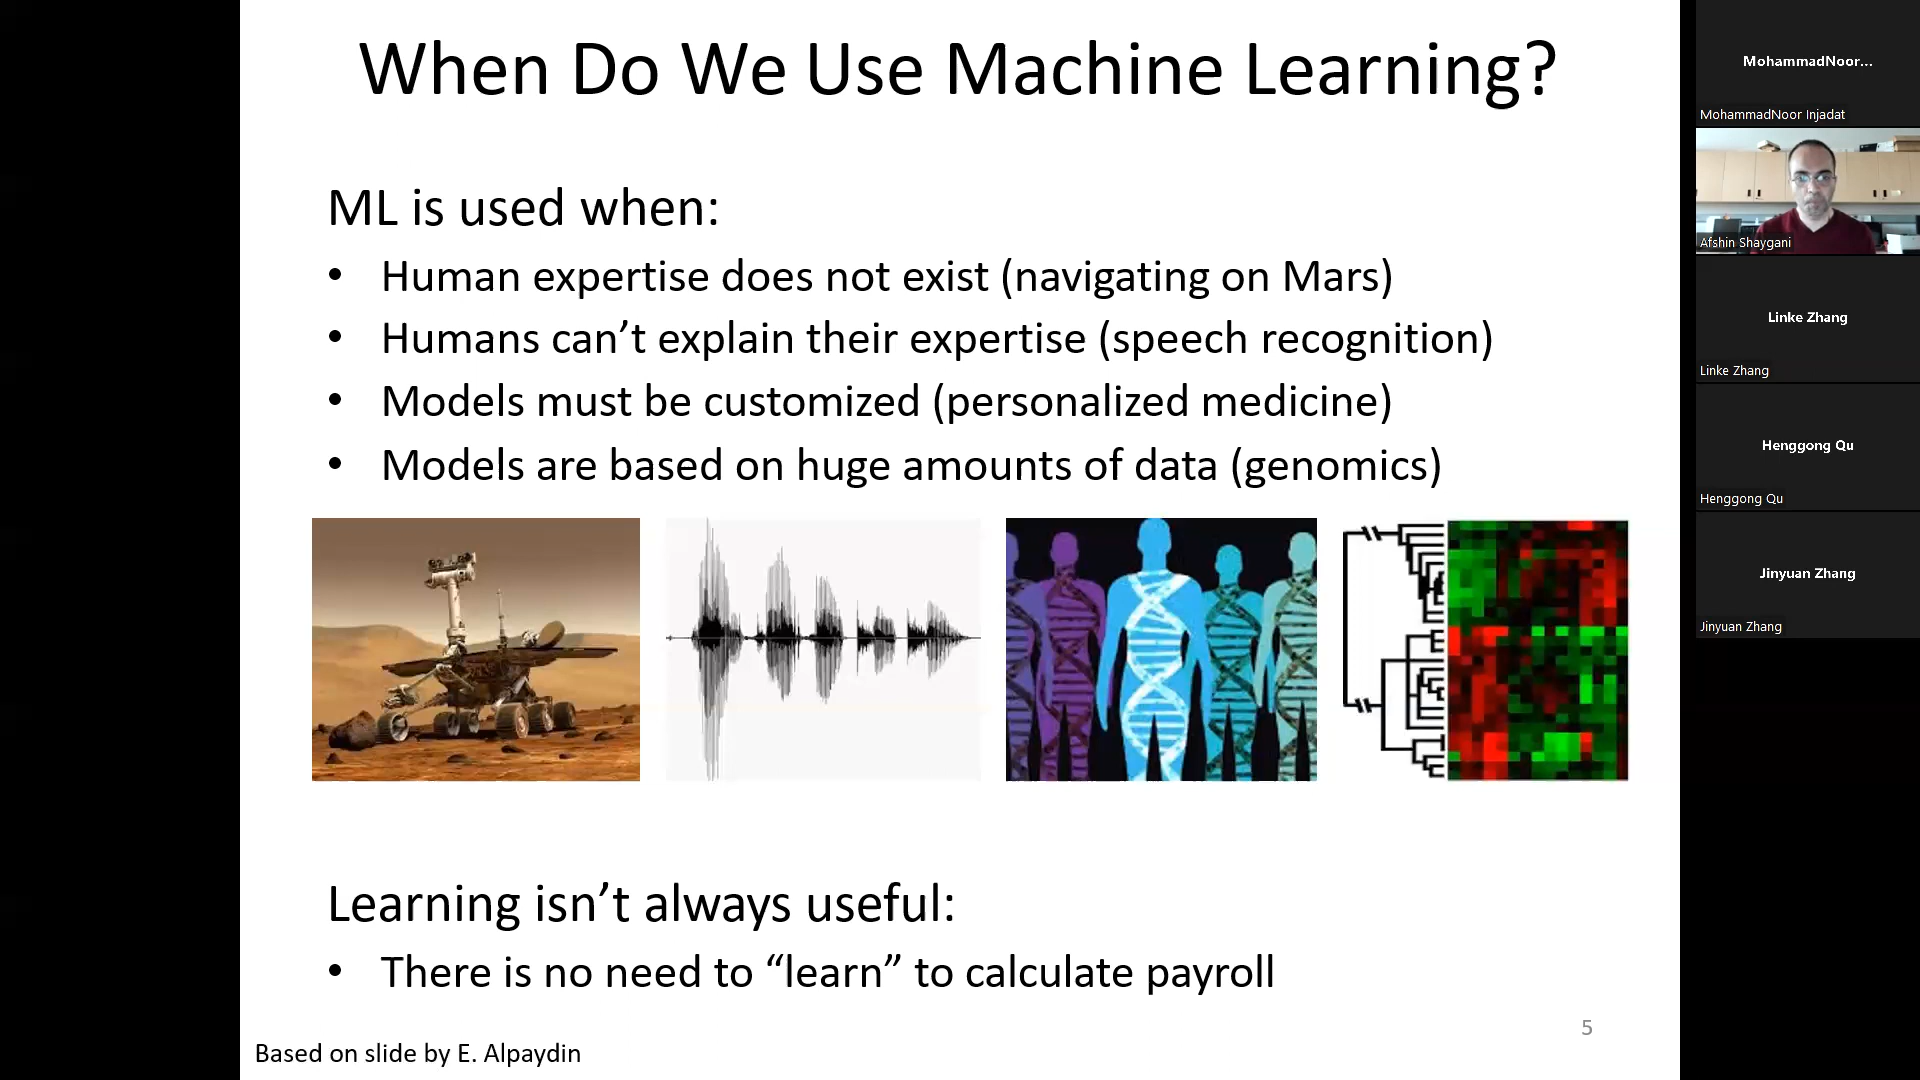 When Do We Use Machine Learning?
ML is used when:
• Human expertise does not exist (navigating on Mars)
• Humans can’t explain their expertise (speech recognition)
• Models must be customized (personalized medicine)
• Models are based on huge amounts of data (genomics)
Learning isn’t always useful:
• There is no need to “learn” to calculate payroll
5
Based on slide by E. Alpaydin
MohammadNoor...
MohammadNoor Injadat
Afshin Shaygani
Linke Zhang
Linke Zhang
Henggong Qu
Henggong Qu
Jinyuan Zhang
Jinyuan Zhang